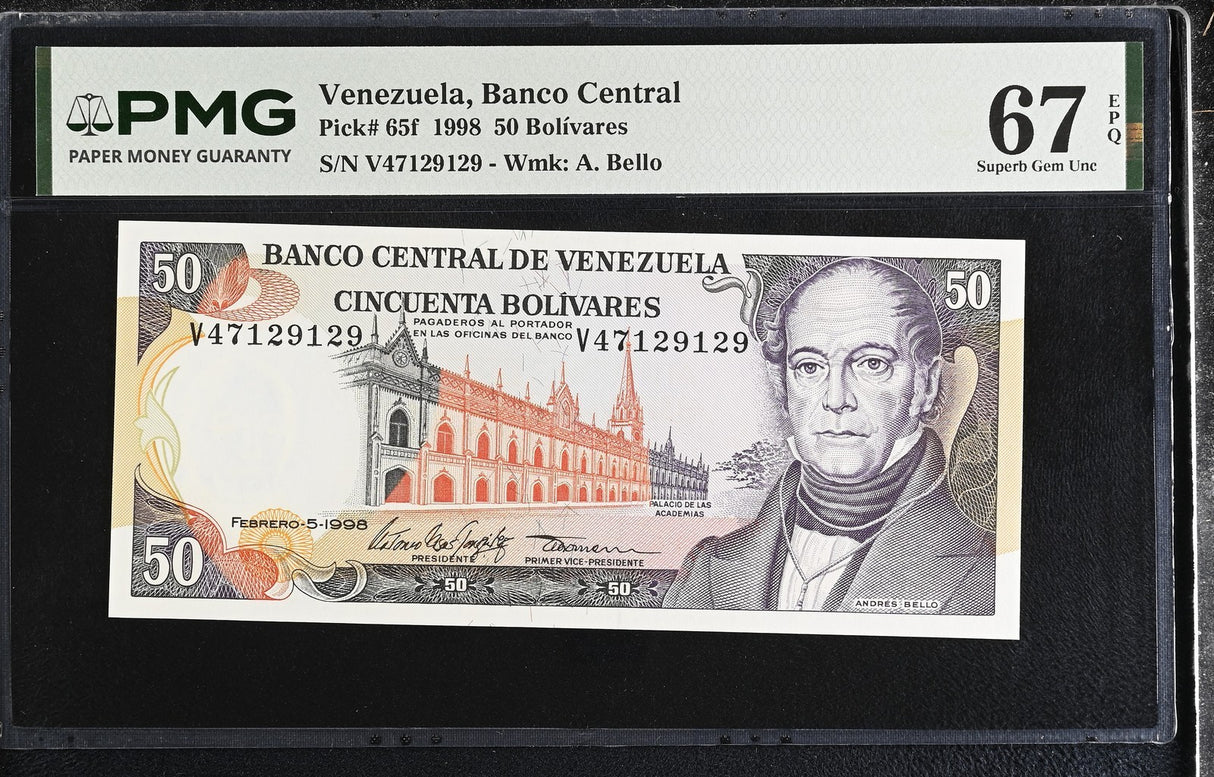 PMG
PAPER MONEY GUARANTY
Venezuela, Banco Central
Pick# 65f 1998 50 Bolívares
S/N V47129129 - Wmk: A. Bello
67
EPQ
Superb Gem Unc
50
BANCO CENTRAL DE VENEZUELA
50
CINCUENTA BOLÍVARES
PAGADEROS AL PORTADOR
EN LAS OFICINAS DEL BANCO
V47129129
V47129129
PALACIO DE LAS
ACADEMIAS
FEBRERO-5-1998
PRESIDENTE
PRIMER VICE-PRESIDENTE
50
50
50
ANDRES BELLO